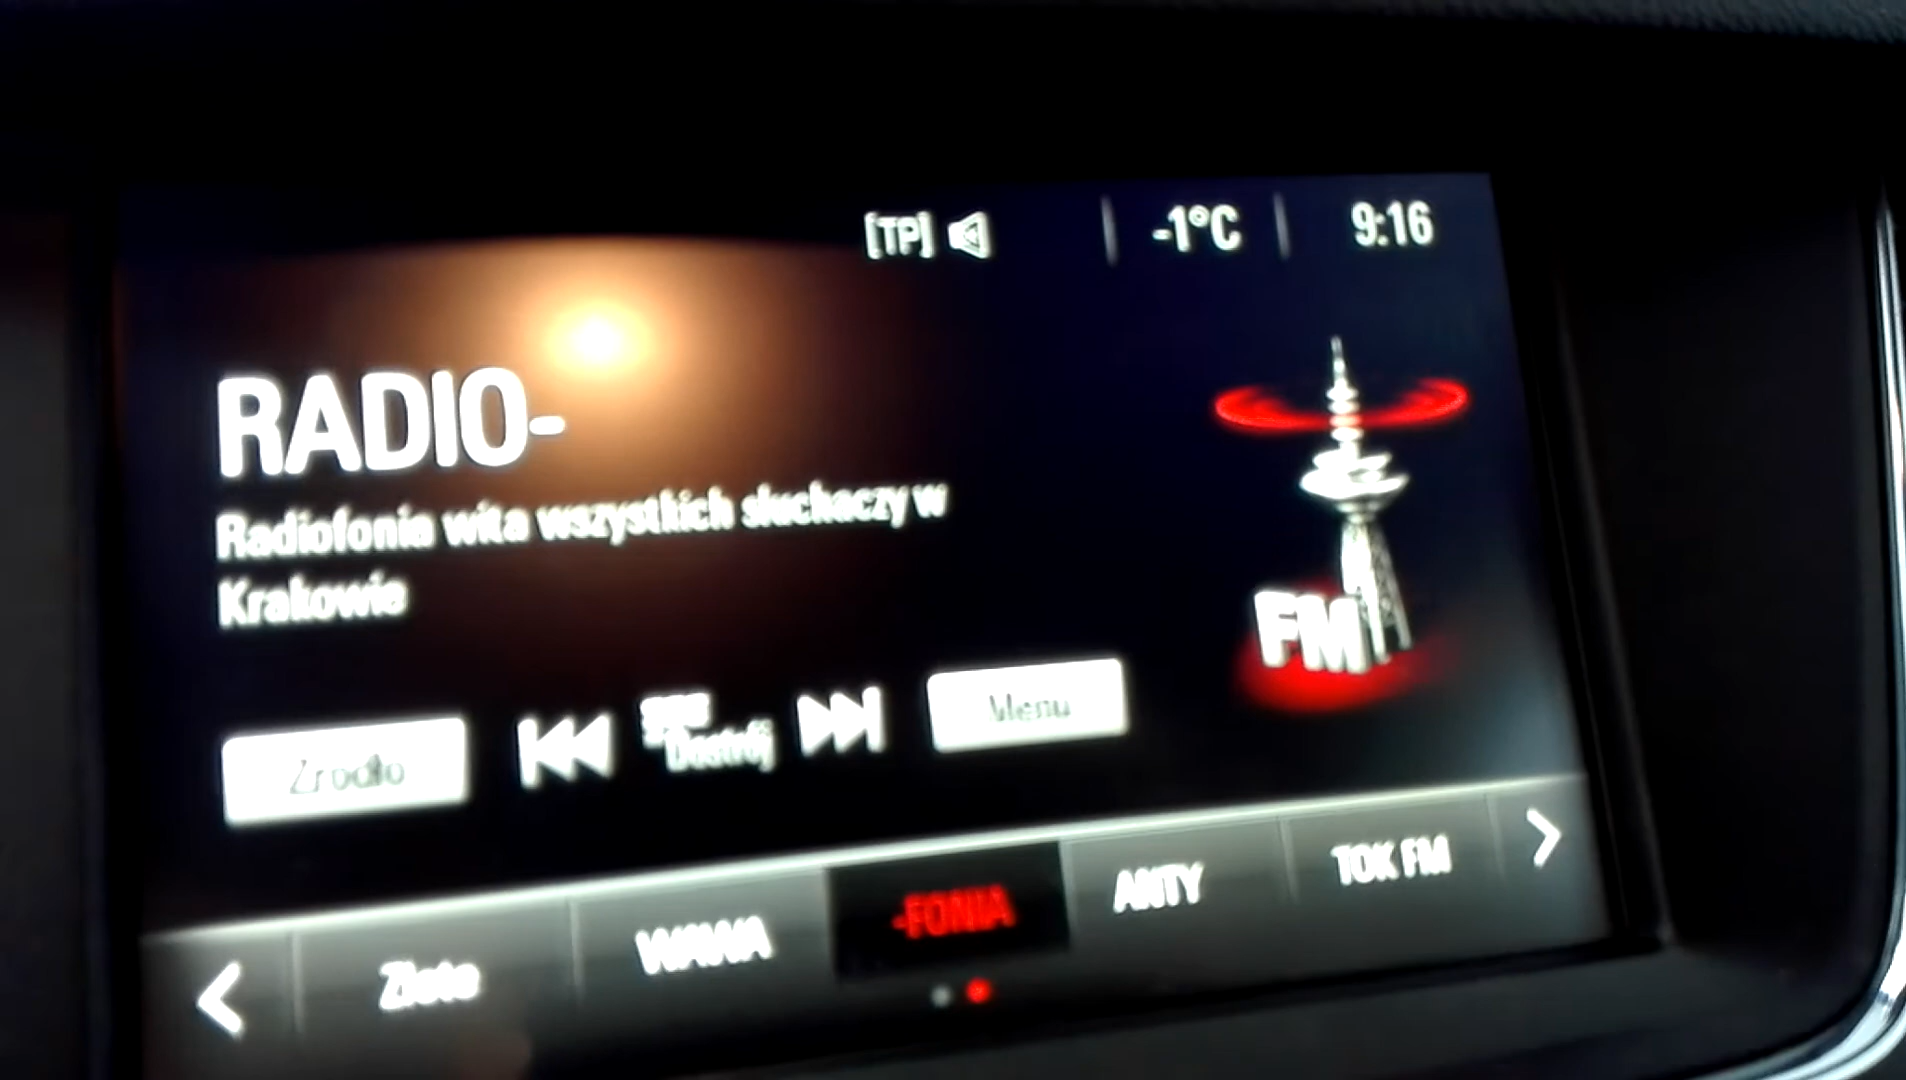 [TP] -1°C 9:16
RADIO-
Radiofonia wita wszystkich słuchaczy w
Krakowie
FM
Źródło Dostrój Menu
Złote WAWA -FONIA ANTY TOK FM